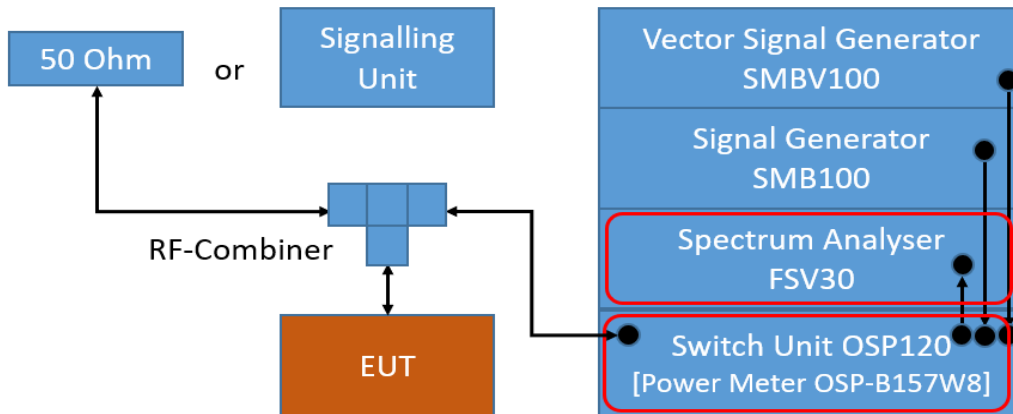 50 Ohm
or
Signalling
Unit
Vector Signal Generator
SMBV100
Signal Generator
SMB100
RF-Combiner
Spectrum Analyser
FSV30
EUT
Switch Unit OSP120
[Power Meter OSP-B157W8]